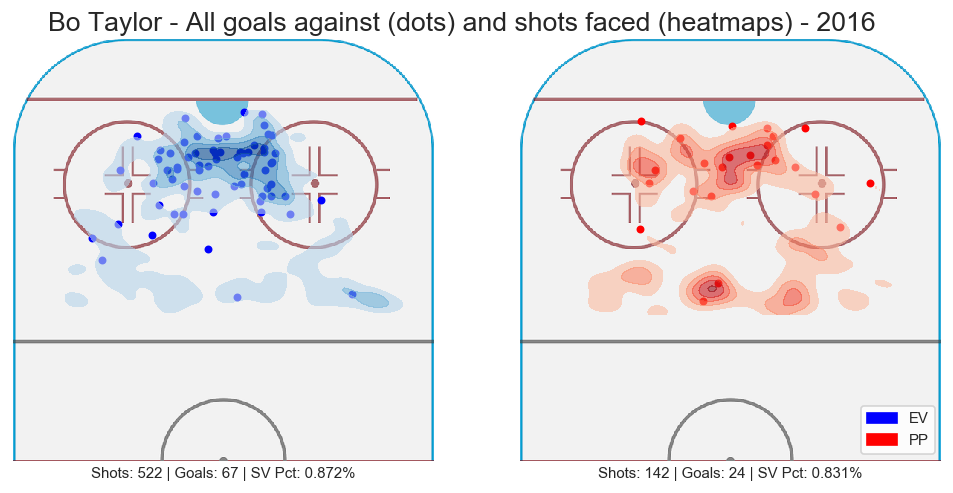 Bo Taylor - All goals against (dots) and shots faced (heatmaps) - 2016
EV
PP
Shots: 522 | Goals: 67 | SV Pct: 0.872%
Shots: 142 | Goals: 24 | SV Pct: 0.831%